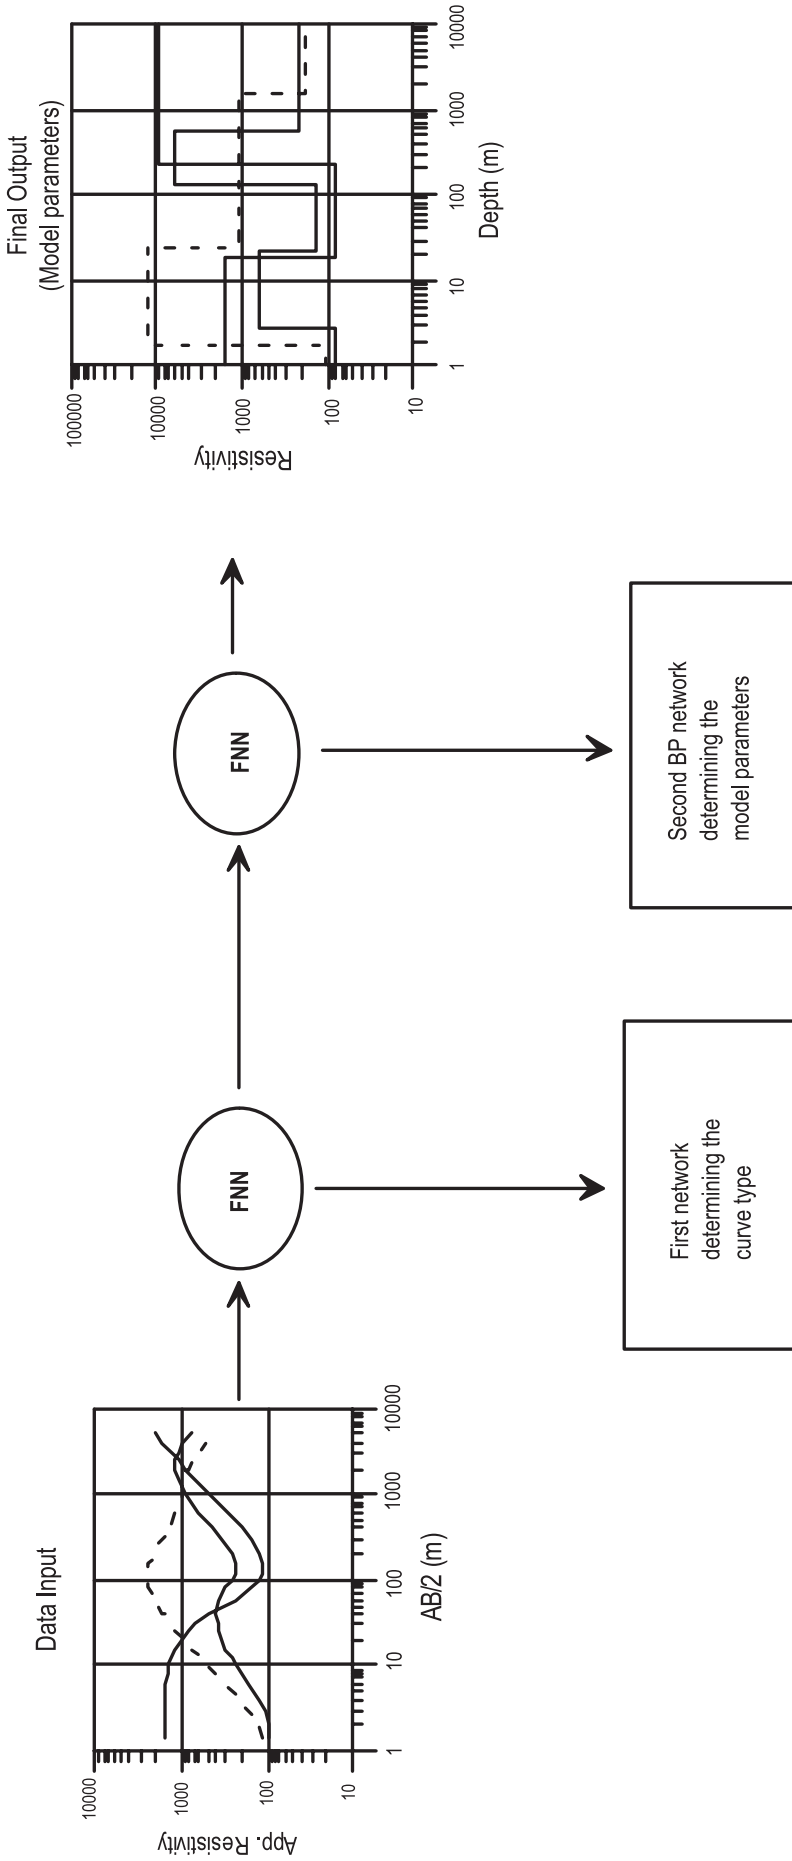 Data Input
App. Resistivity
10000
1000
100
10
1
10
100
1000
10000
AB/2 (m)
FNN
First network
determining the
curve type
FNN
Second BP network
determining the
model parameters
Final Output
(Model parameters)
Resistivity
100000
10000
1000
100
10
1
10
100
1000
10000
Depth (m)